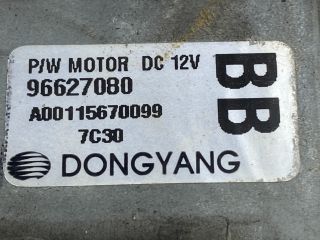 P/W MOTOR DC 12V
96627080
A00115670099
7C30
DONGYANG
BB